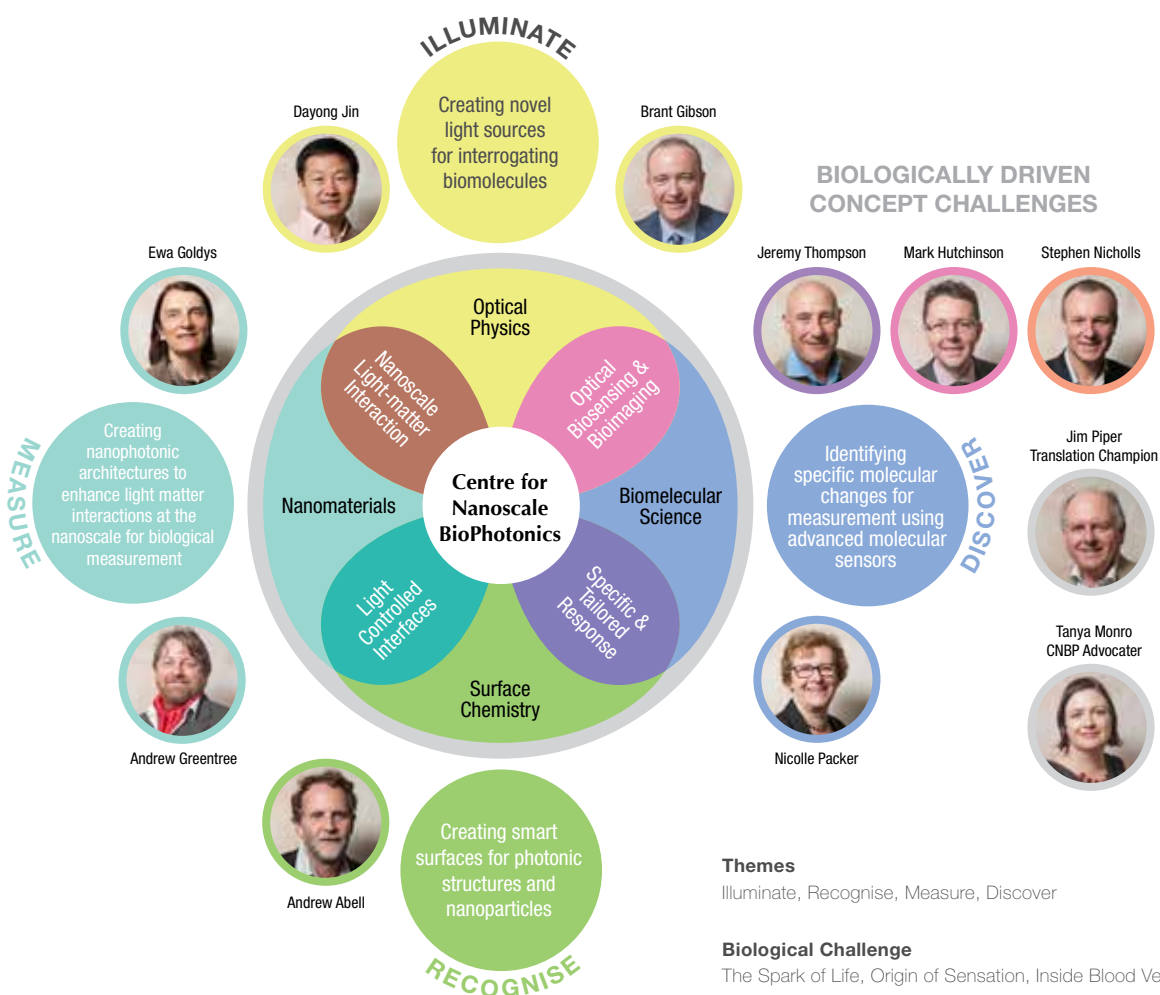 ILLUMINATE
Creating novel
light sources
for interrogating
biomolecules
Dayong Jin
Brant Gibson
BIOLOGICALLY DRIVEN
CONCEPT CHALLENGES
Jeremy Thompson
Mark Hutchinson
Stephen Nicholls
Ewa Goldys
Optical
Physics
Nanoscale
Light-matter
Interaction
Optical
Biosensing &
Bioimaging
MEASURE
Creating
nanophotonic
architectures to
enhance light matter
interactions at the
nanoscale for biological
measurement
Nanomaterials
Centre for
Nanoscale
BioPhotonics
Biomelecular
Science
Identifying
specific molecular
changes for
measurement using
advanced molecular
sensors
DISCOVER
Jim Piper
Translation Champion
Light
Controlled
Interfaces
Specific &
Tailored
Response
Surface
Chemistry
Tanya Monro
CNBP Advocater
Andrew Greentree
Nicolle Packer
Andrew Abell
Creating smart
surfaces for photonic
structures and
nanoparticles
RECOGNISE
Themes
Illuminate, Recognise, Measure, Discover
Biological Challenge
The Spark of Life, Origin of Sensation, Inside Blood Ve